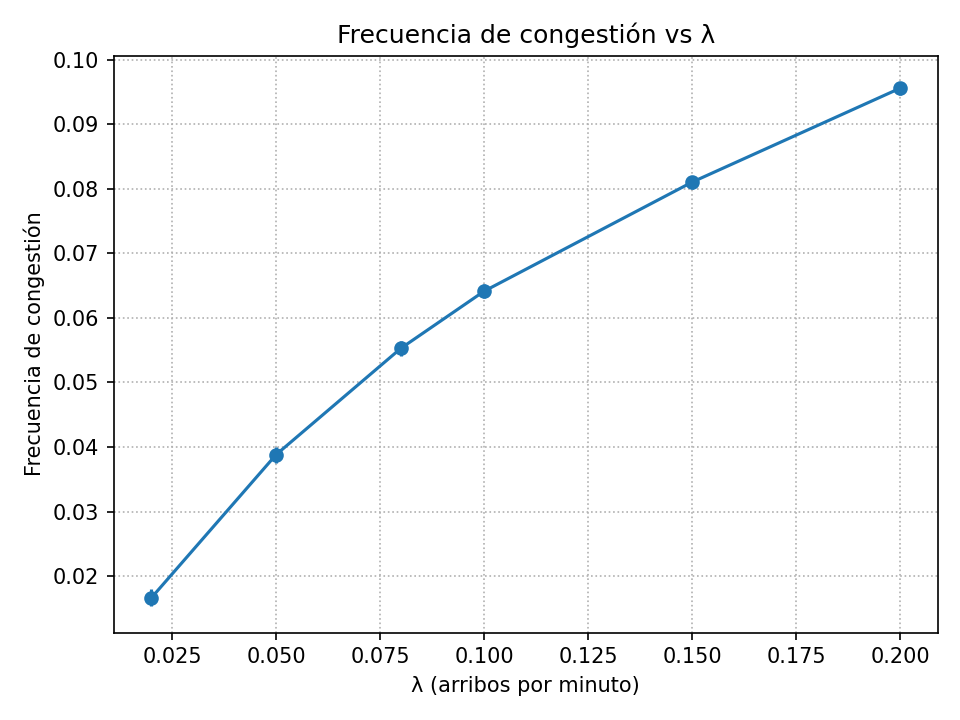 Frecuencia de congestión vs λ
Frecuencia de congestión
0.10
0.09
0.08
0.07
0.06
0.05
0.04
0.03
0.02
0.025 0.050 0.075 0.100 0.125 0.150 0.175 0.200
λ (arribos por minuto)